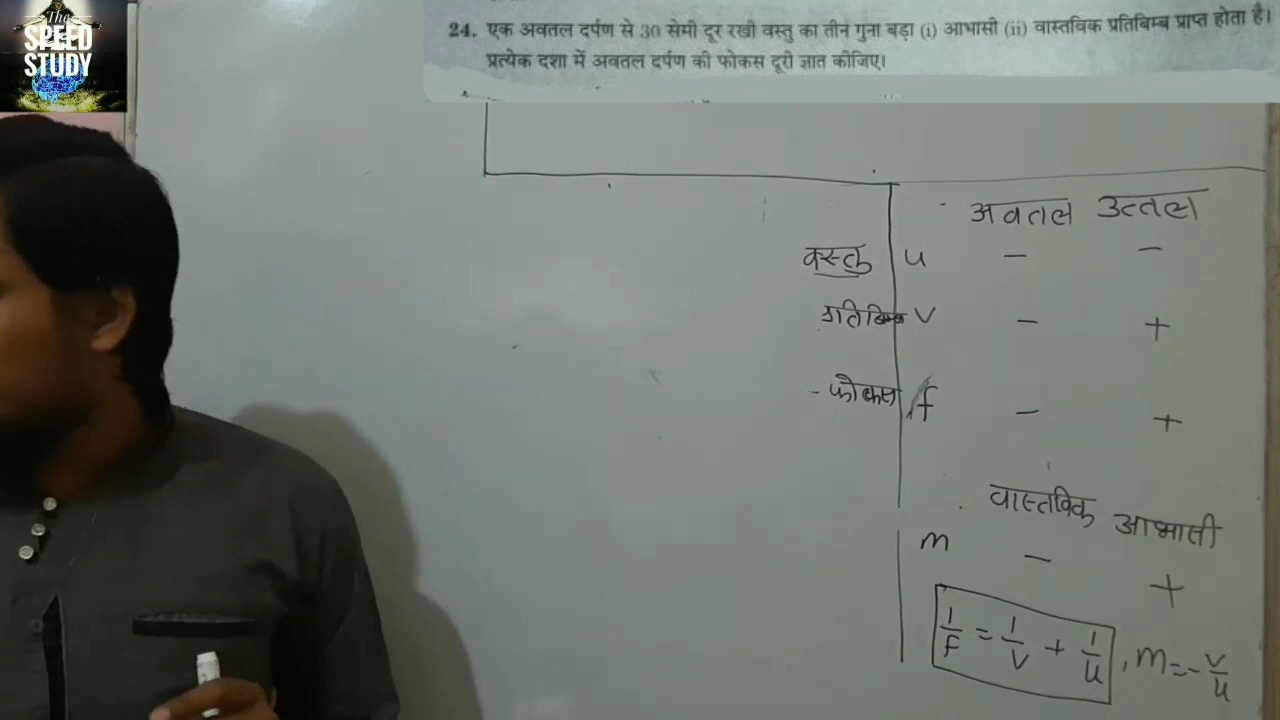 The
SPEED
STUDY
24. एक अवतल दर्पण से 30 सेमी दूर रखी वस्तु का तीन गुना बड़ा (i) आभासी (ii) वास्तविक प्रतिबिम्ब प्राप्त होता है।
प्रत्येक दशा में अवतल दर्पण की फोकस दूरी ज्ञात कीजिए।
अवतल उत्तल
वस्तु u − −
प्रतिबिम्ब v − +
फोकस f − +
वास्तविक आभासी
m − +
1/f = 1/v + 1/u , m = -v/u